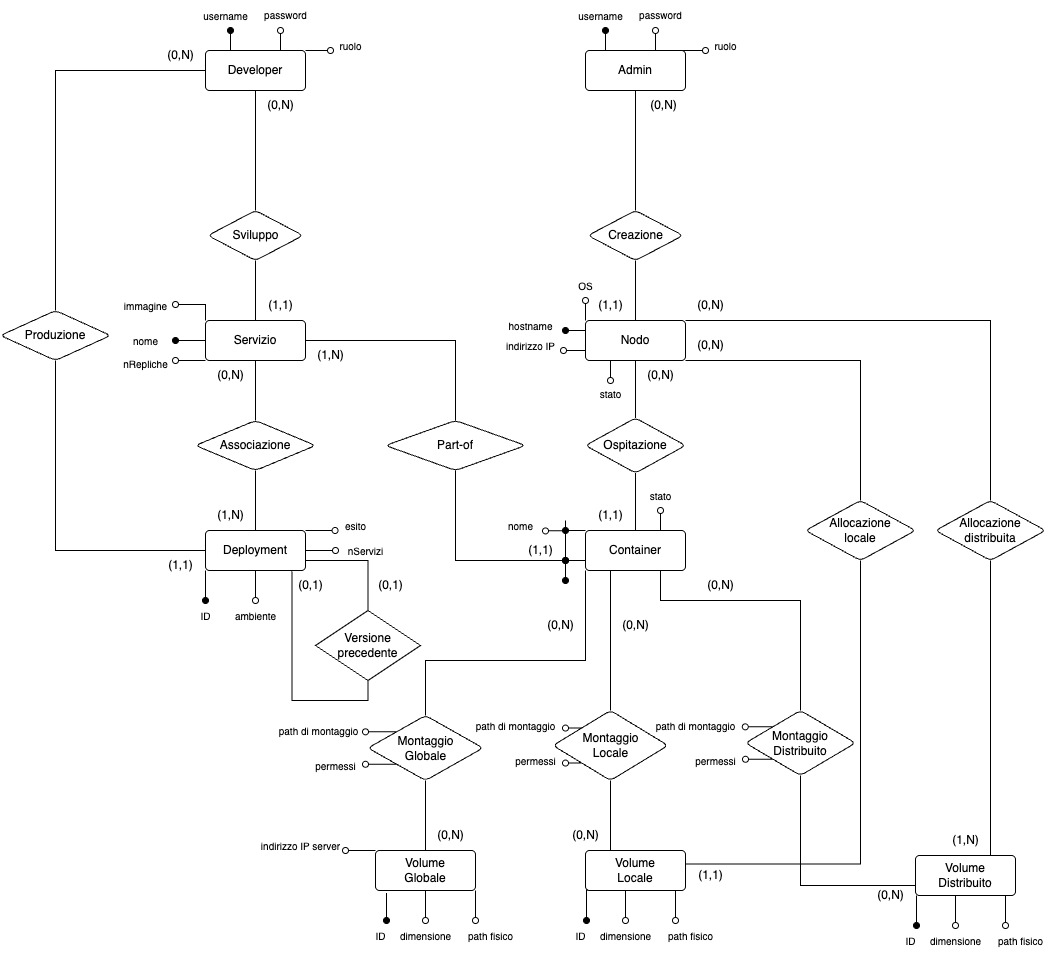 username
password
username
password
ruolo
ruolo
(0,N)
Developer
Admin
(0,N)
(0,N)
Sviluppo
Creazione
OS
immagine
(1,1)
(1,1)
(0,N)
hostname
Produzione
nome
Servizio
indirizzo IP
Nodo
(0,N)
(1,N)
nRepliche
(0,N)
(0,N)
stato
Associazione
Part-of
Ospitazione
stato
(1,N)
(1,1)
esito
nome
Allocazione
locale
Allocazione
distribuita
Deployment
nServizi
(1,1)
Container
(1,1)
(0,1)
(0,1)
(0,N)
ID
ambiente
(0,N)
(0,N)
Versione
precedente
path di montaggio
Montaggio
Globale
permessi
path di montaggio
Montaggio
Locale
permessi
path di montaggio
Montaggio
Distribuito
permessi
(0,N)
(0,N)
(1,N)
indirizzo IP server
Volume
Globale
Volume
Locale
(1,1)
Volume
Distribuito
(0,N)
ID
dimensione
path fisico
ID
dimensione
path fisico
ID
dimensione
path fisico